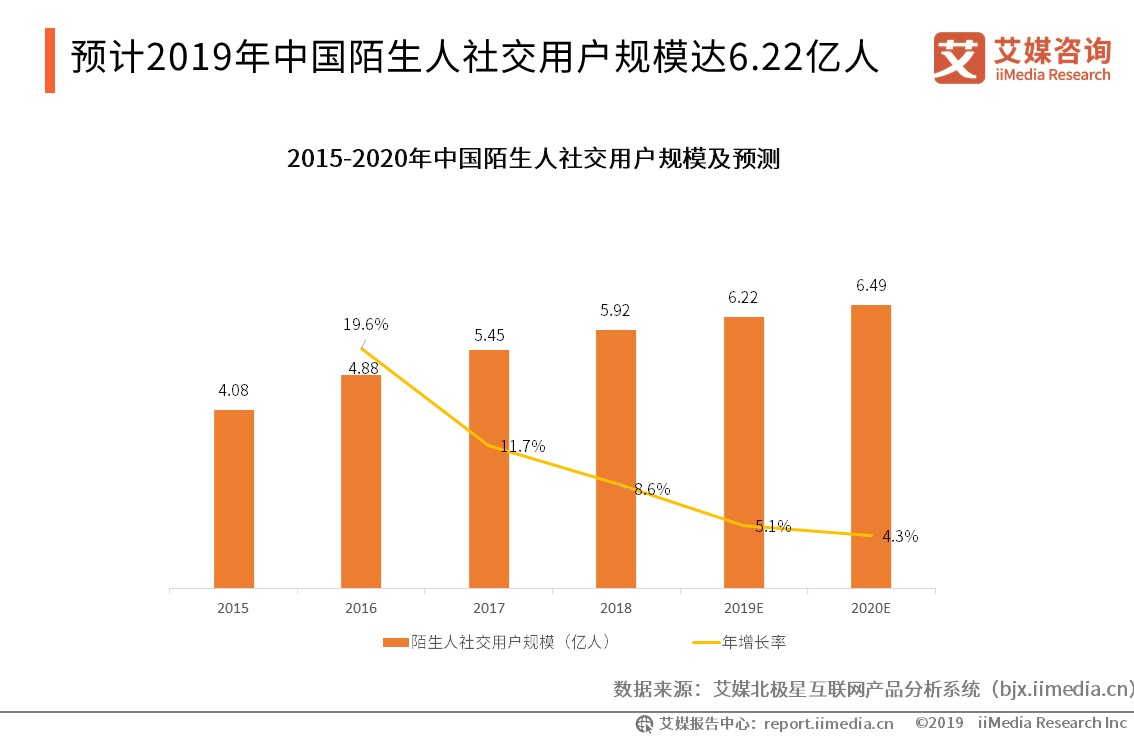 预计2019年中国陌生人社交用户规模达6.22亿人
艾 艾媒咨询
iiMedia Research
2015-2020年中国陌生人社交用户规模及预测
6.49
6.22
5.92
19.6%
5.45
4.88
4.08
11.7%
8.6%
5.1%
4.3%
2015 2016 2017 2018 2019E 2020E
陌生人社交用户规模（亿人） 年增长率
数据来源：艾媒北极星互联网产品分析系统（bjx.iimedia.cn）
艾媒报告中心：report.iimedia.cn ©2019 iiMedia Research Inc